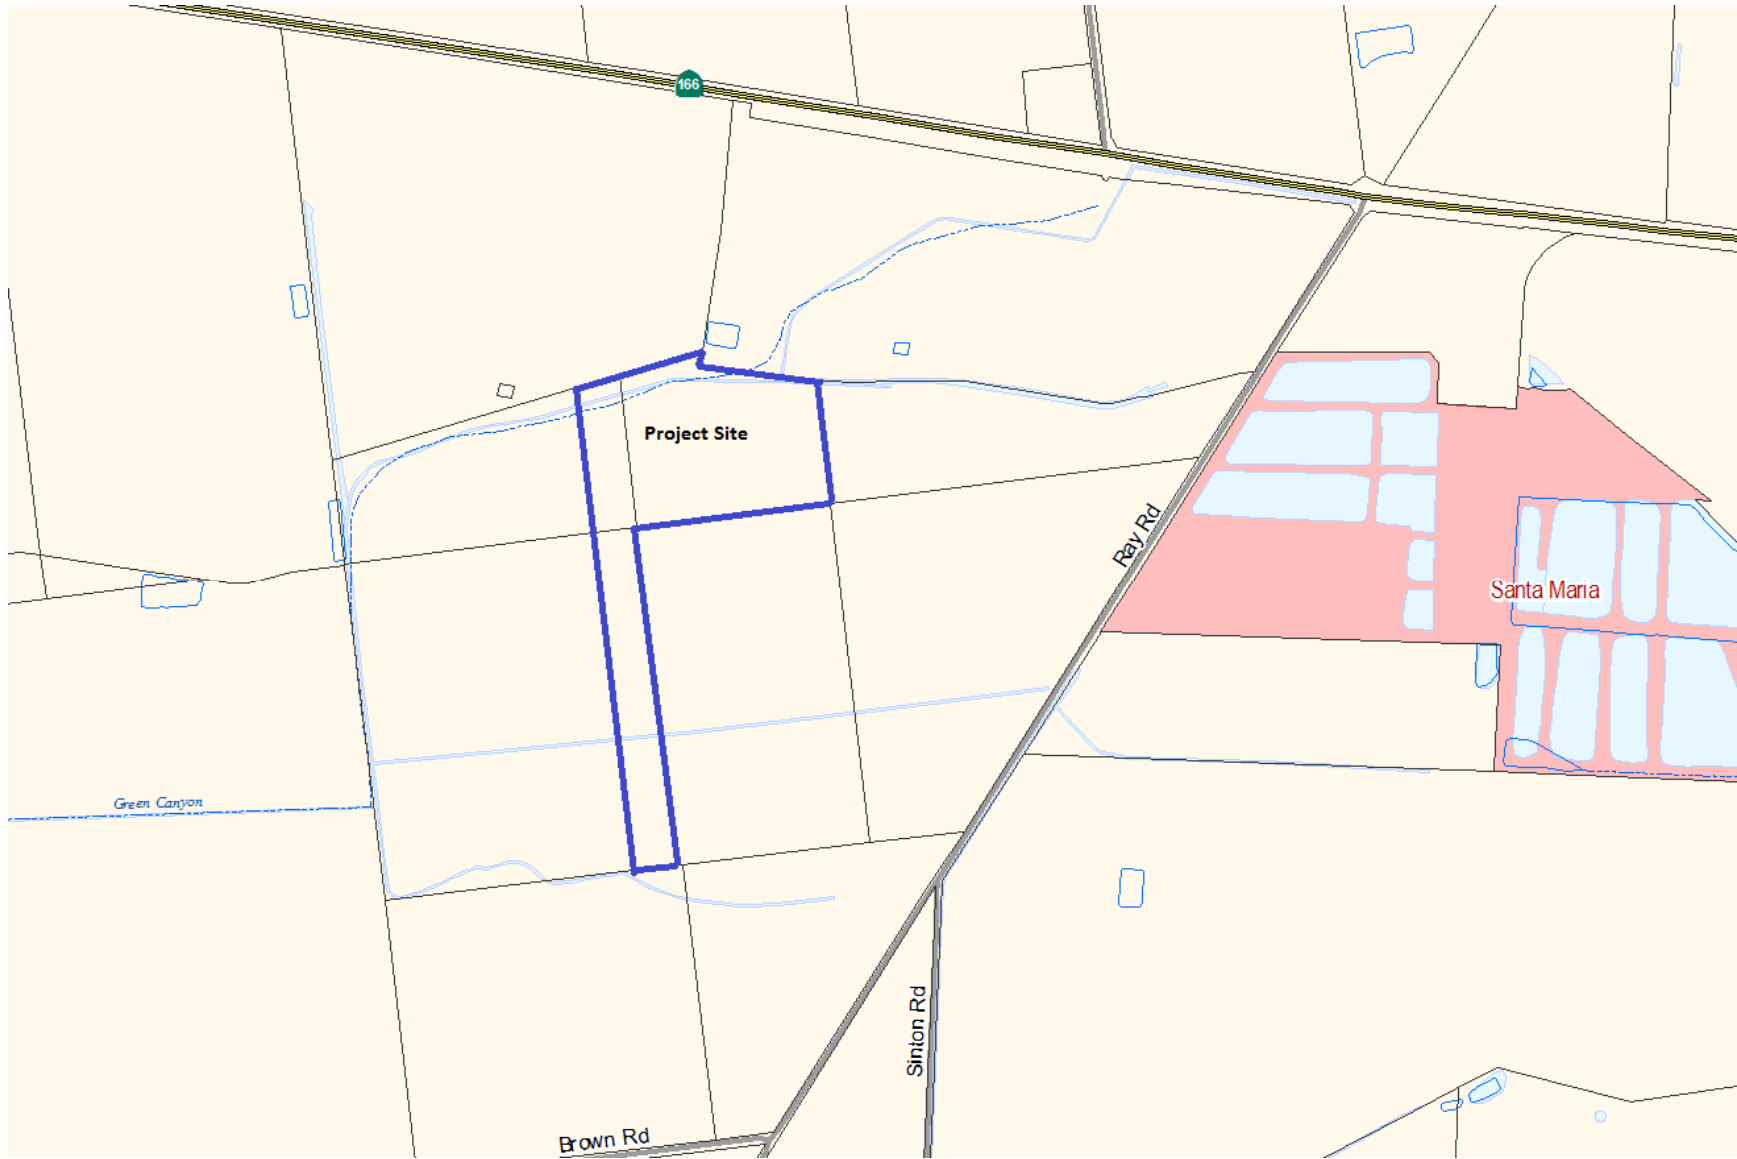 166
Project Site
Ray Rd
Santa Maria
Green Canyon
Sinton Rd
Brown Rd